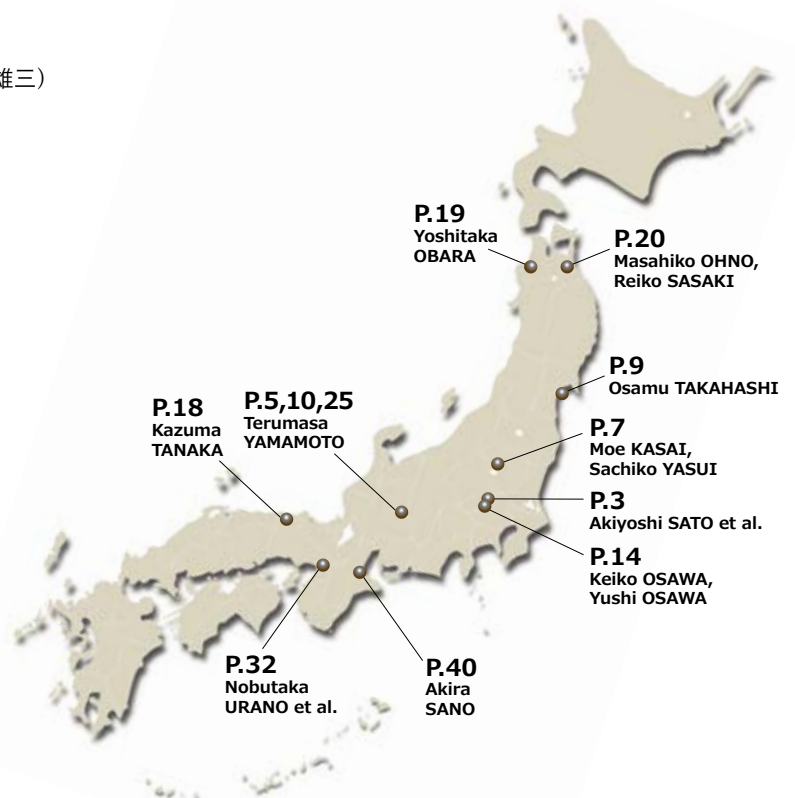 雄三）
P.19
Yoshitaka
OBARA
P.20
Masahiko OHNO,
Reiko SASAKI
P.9
Osamu TAKAHASHI
P.18
Kazuma
TANAKA
P.5,10,25
Terumasa
YAMAMOTO
P.7
Moe KASAI,
Sachiko YASUI
P.3
Akiyoshi SATO et al.
P.14
Keiko OSAWA,
Yushi OSAWA
P.32
Nobutaka
URANO et al.
P.40
Akira
SANO